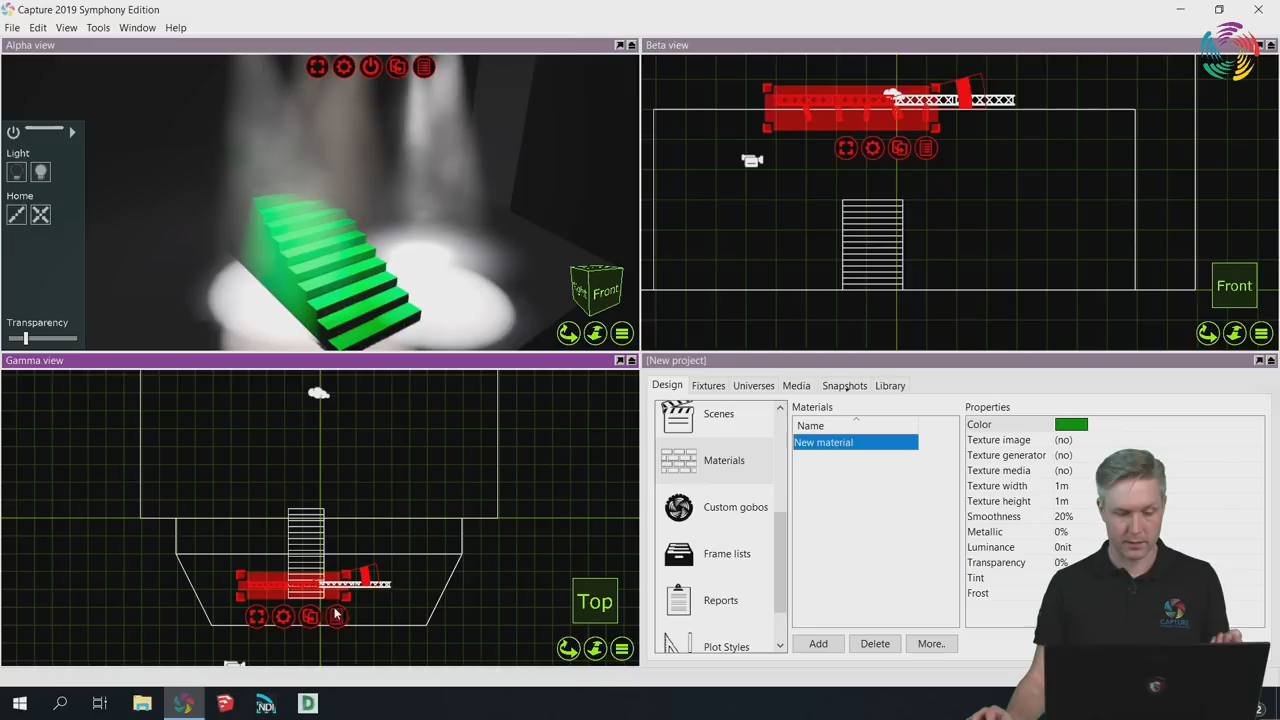 Capture 2019 Symphony Edition
File Edit View Tools Window Help
Alpha view
Beta view
Light
Home
Transparency
Front
Front
Gamma view
[New project]
Design Fixtures Universes Media Snapshots Library
Scenes
Materials
Custom gobos
Frame lists
Reports
Plot Styles
Materials
Name
New material
Add Delete More..
Properties
Color
Texture image (no)
Texture generator (no)
Texture media (no)
Texture width 1m
Texture height 1m
Smoothness 20%
Metallic 0%
Luminance 0nit
Transparency 0%
Tint
Frost
Top
NDI
D
CAPTURE